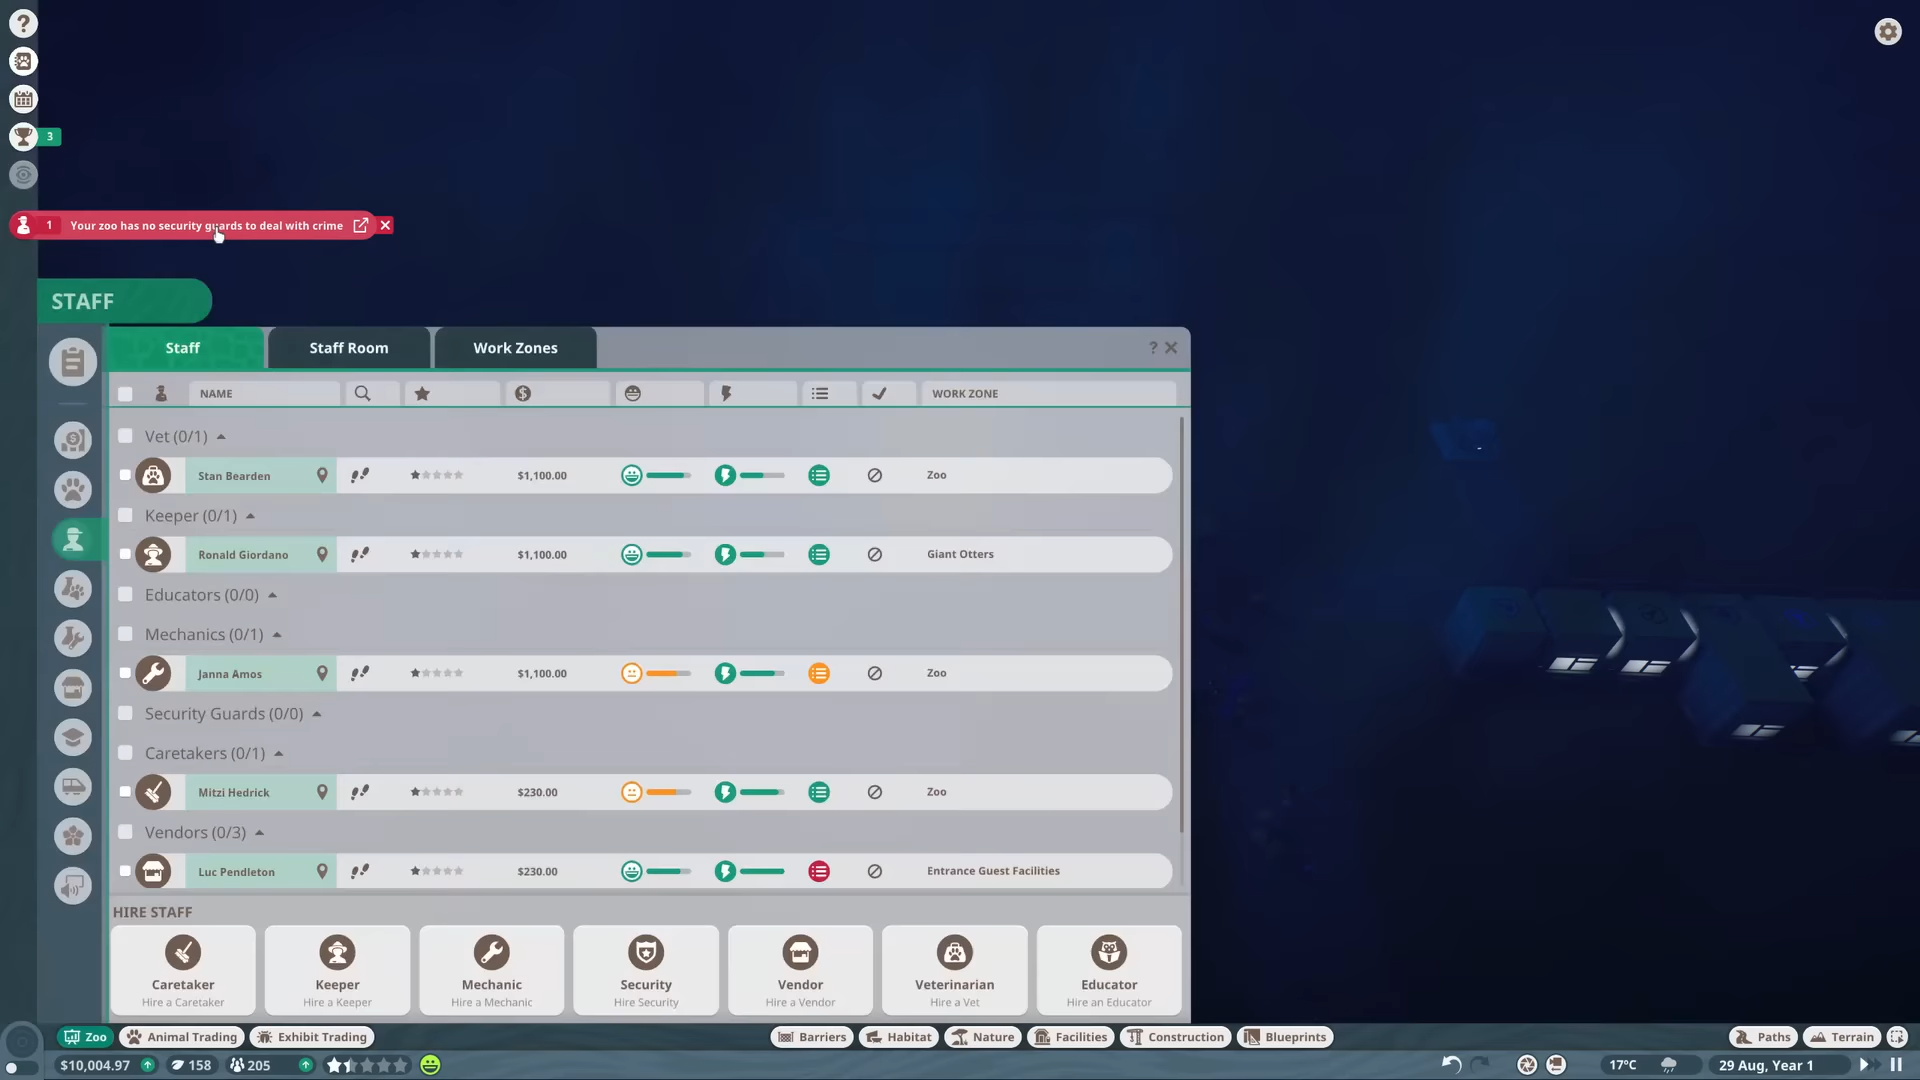 ?
3
1 Your zoo has no security guards to deal with crime
STAFF
Staff
Staff Room
Work Zones
?
NAME
WORK ZONE
Vet (0/1)
Stan Bearden $1,100.00 Zoo
Keeper (0/1)
Ronald Giordano $1,100.00 Giant Otters
Educators (0/0)
Mechanics (0/1)
Janna Amos $1,100.00 Zoo
Security Guards (0/0)
Caretakers (0/1)
Mitzi Hedrick $230.00 Zoo
Vendors (0/3)
Luc Pendleton $230.00 Entrance Guest Facilities
HIRE STAFF
Caretaker
Hire a Caretaker
Keeper
Hire a Keeper
Mechanic
Hire a Mechanic
Security
Hire Security
Vendor
Hire a Vendor
Veterinarian
Hire a Vet
Educator
Hire an Educator
Zoo
Animal Trading
Exhibit Trading
Barriers
Habitat
Nature
Facilities
Construction
Blueprints
Paths
Terrain
$10,004.97
158
205
17°C
29 Aug, Year 1